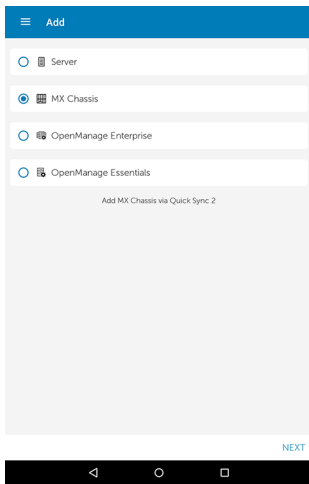 Add
Server
MX Chassis
OpenManage Enterprise
OpenManage Essentials
Add MX Chassis via Quick Sync 2
NEXT